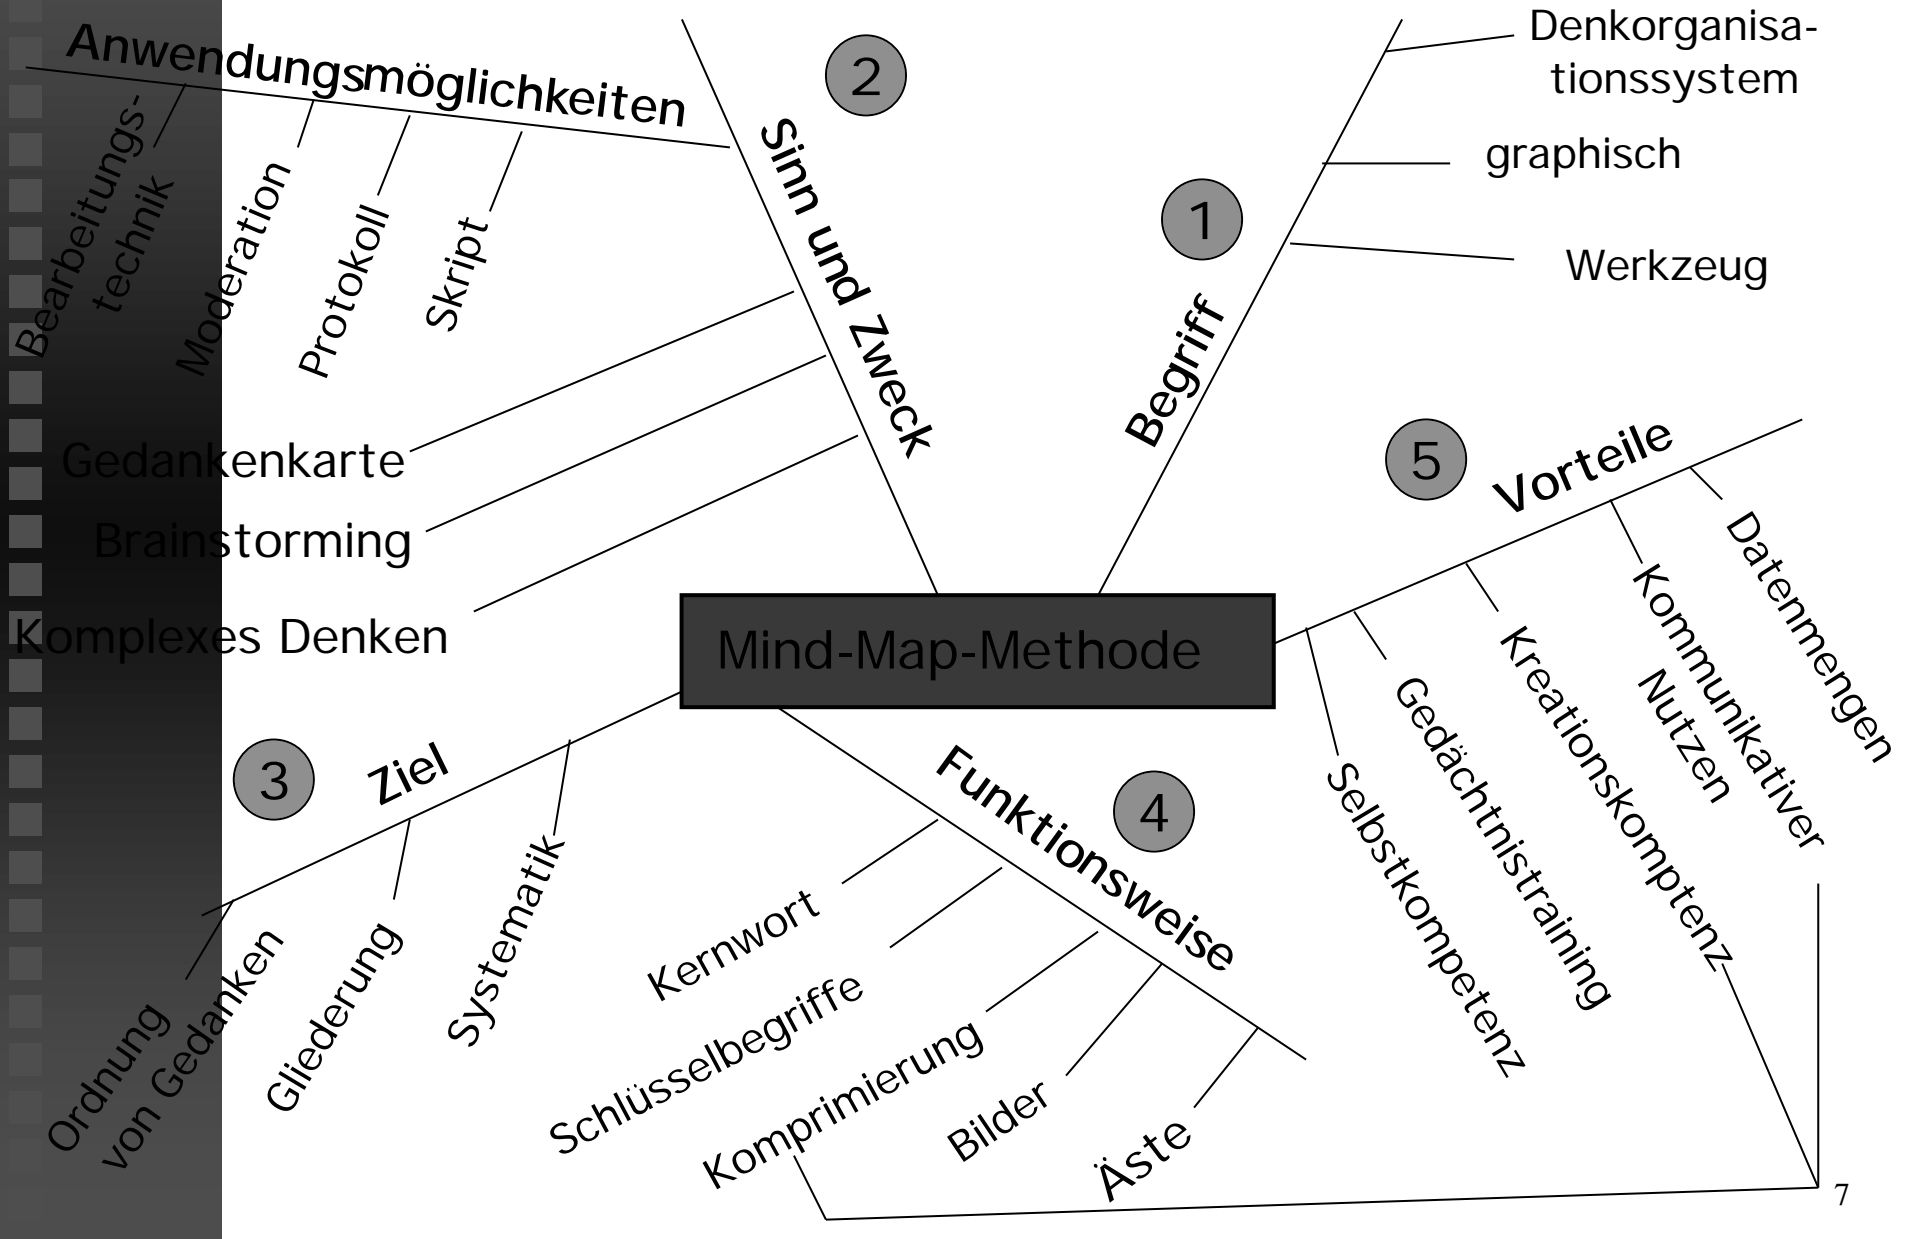 Anwendungsmöglichkeiten
Bearbeitungs-
technik
Moderation
Protokoll
Skript
2
Sinn und Zweck
Gedankenkarte
Brainstorming
Komplexes Denken
1
Begriff
Denkorganisa-
tionssystem
graphisch
Werkzeug
5
Vorteile
Datenmengen
Kommunikativer
Nutzen
Kreationskomptenz
Gedächtnistraining
Selbstkompetenz
Mind-Map-Methode
3
Ziel
Ordnung
von Gedanken
Gliederung
Systematik
4
Funktionsweise
Kernwort
Schlüsselbegriffe
Komprimierung
Bilder
Äste
7